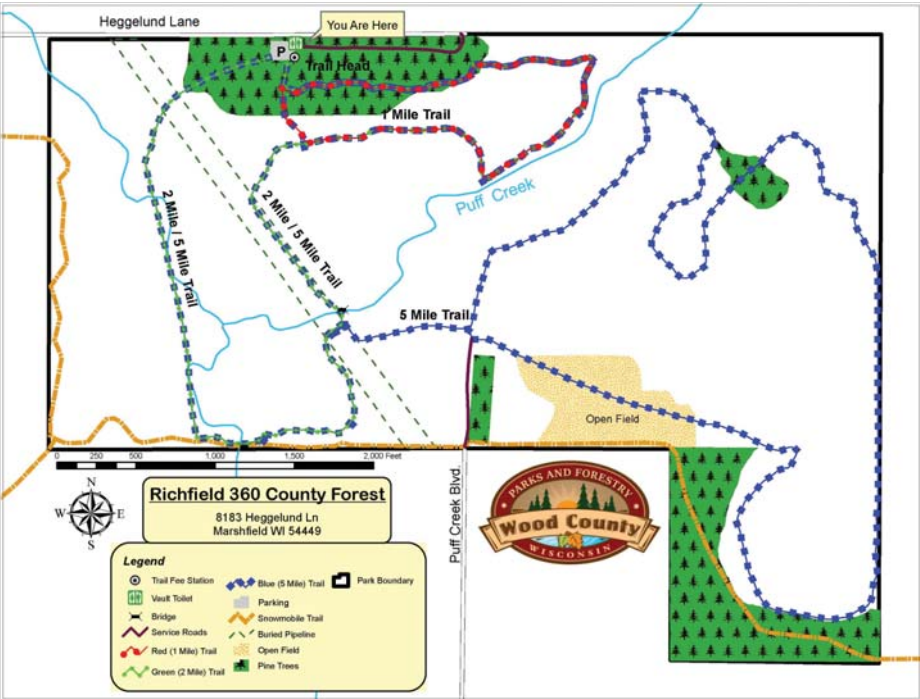 Heggelund Lane
You Are Here
P
Trail Head
1 Mile Trail
Puff Creek
2 Mile / 5 Mile Trail
2 Mile / 5 Mile Trail
5 Mile Trail
Open Field
0 250 500 1,000 1,500 2,000 Feet
N
W E
S
Richfield 360 County Forest
8183 Heggelund Ln
Marshfield WI 54449
Puff Creek Blvd.
PARKS AND FORESTRY
Wood County
WISCONSIN
Legend
Trail Fee Station
Vault Toilet
Bridge
Service Roads
Red (1 Mile) Trail
Green (2 Mile) Trail
Blue (5 Mile) Trail
Parking
Snowmobile Trail
Buried Pipeline
Open Field
Pine Trees
Park Boundary